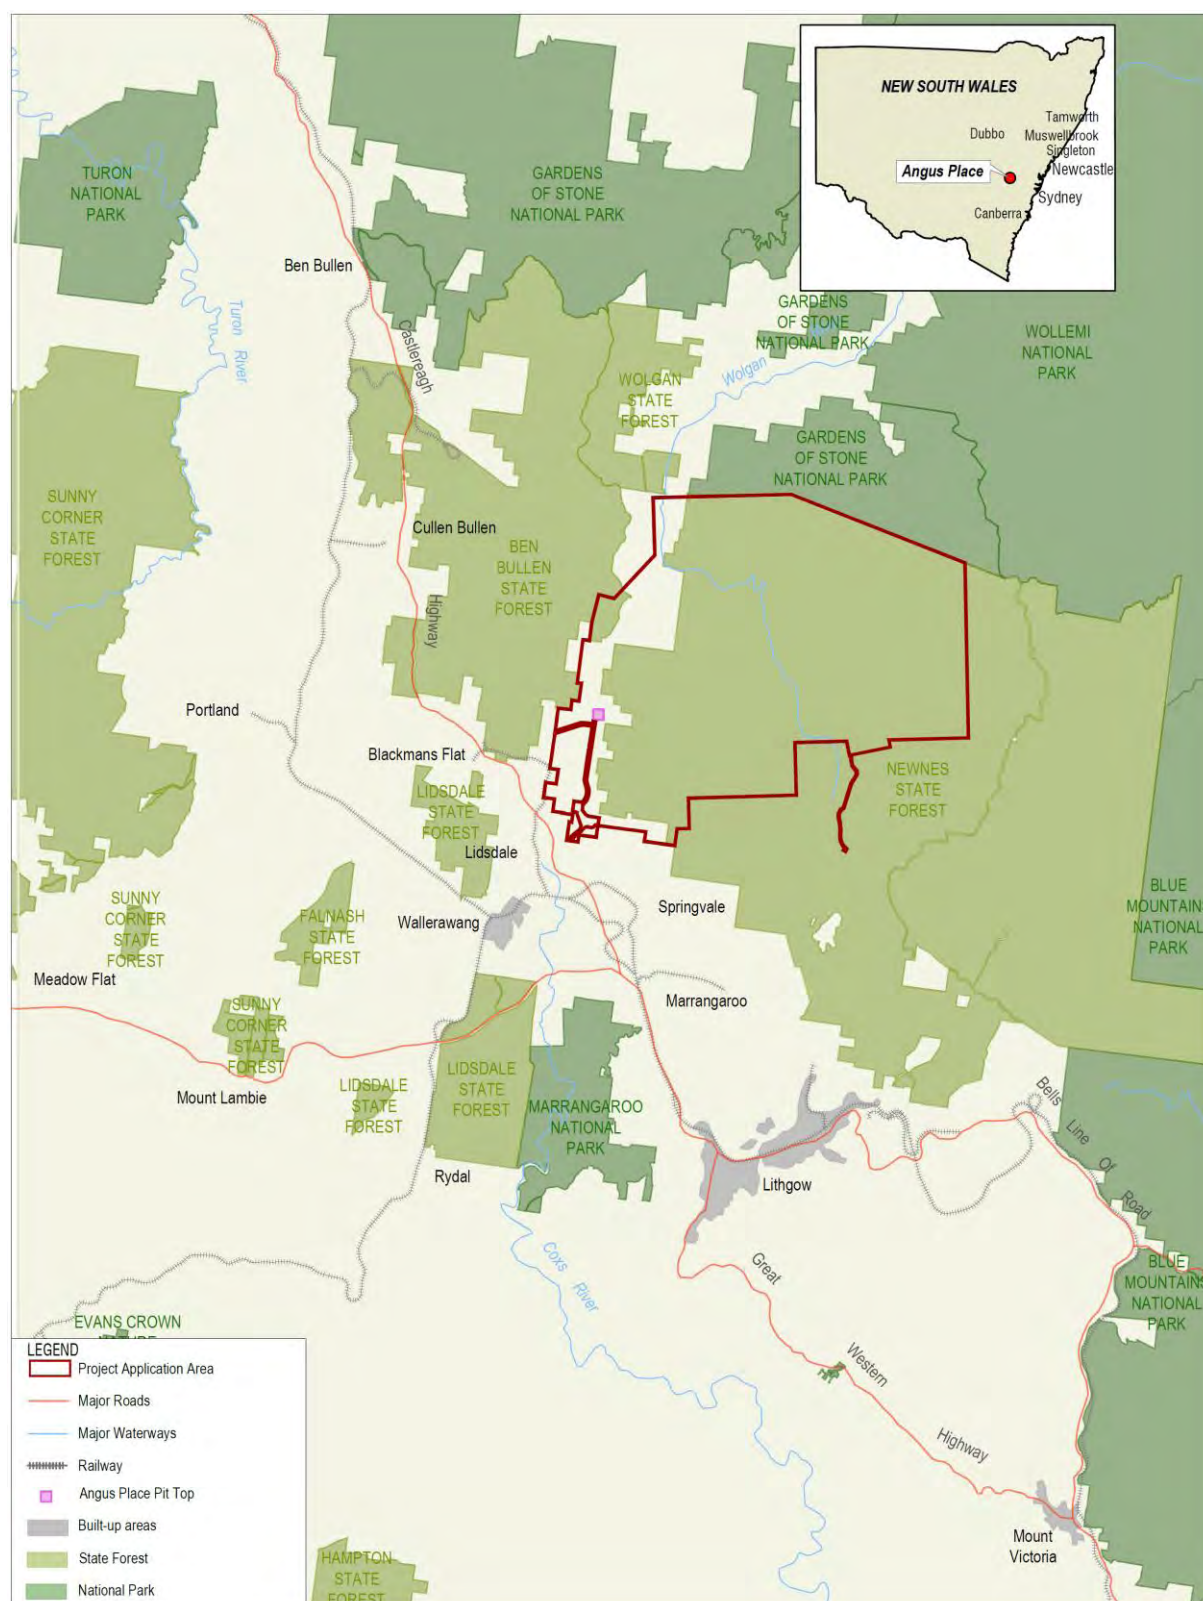 NEW SOUTH WALES
Tamworth
Dubbo
Muswellbrook
Singleton
Angus Place
Newcastle
Sydney
Canberra
TURON
NATIONAL
PARK
GARDENS
OF STONE
NATIONAL PARK
Ben Bullen
Turon River
Castlereagh
GARDENS
OF STONE
NATIONAL PARK
WOLLEMI
NATIONAL
PARK
Wolgan
WOLGAN
STATE
FOREST
GARDENS
OF STONE
NATIONAL PARK
SUNNY
CORNER
STATE
FOREST
Cullen Bullen
BEN
BULLEN
STATE
FOREST
Highway
Portland
Blackmans Flat
LIDSDALE
STATE
FOREST
Lidsdale
NEWNES
STATE
FOREST
SUNNY
CORNER
STATE
FOREST
FALNASH
STATE
FOREST
Wallerawang
Springvale
BLUE
MOUNTAINS
NATIONAL
PARK
Meadow Flat
Marrangaroo
SUNNY
CORNER
STATE
FOREST
Mount Lambie
LIDSDALE
STATE
FOREST
LIDSDALE
STATE
FOREST
MARRANGAROO
NATIONAL
PARK
Bells Line Of Road
Rydal
Lithgow
Coxs River
Great
Western
Highway
BLUE
MOUNTAINS
NATIONAL
PARK
EVANS CROWN
Mount
Victoria
HAMPTON
STATE
FOREST
LEGEND
Project Application Area
Major Roads
Major Waterways
Railway
Angus Place Pit Top
Built-up areas
State Forest
National Park